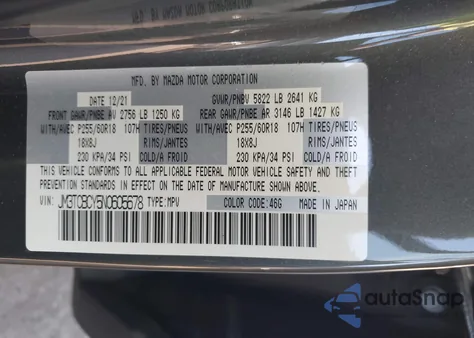 MFD. BY MAZDA MOTOR CORPORATION
DATE 12/21 GVWR/PNBV 5822 LB 2641 KG
FRONT GAWR/PNBE AV 2756 LB 1250 KG REAR GAWR/PNBE AR 3146 LB 1427 KG
WITH/AVEC P255/60R18 107H TIRES/PNEUS WITH/AVEC P255/60R18 107H TIRES/PNEUS
18X8J RIMS/JANTES 18X8J RIMS/JANTES
230 KPA/34 PSI COLD/A FROID 230 KPA/34 PSI COLD/A FROID
THIS VEHICLE CONFORMS TO ALL APPLICABLE FEDERAL MOTOR VEHICLE SAFETY AND
THEFT PREVENTION STANDARDS IN EFFECT ON THE DATE OF MANUFACTURE SHOWN ABOVE.
VIN: JM3TCBCY5N0605678 TYPE:MPV COLOR CODE:46G MADE IN JAPAN
autoSnap